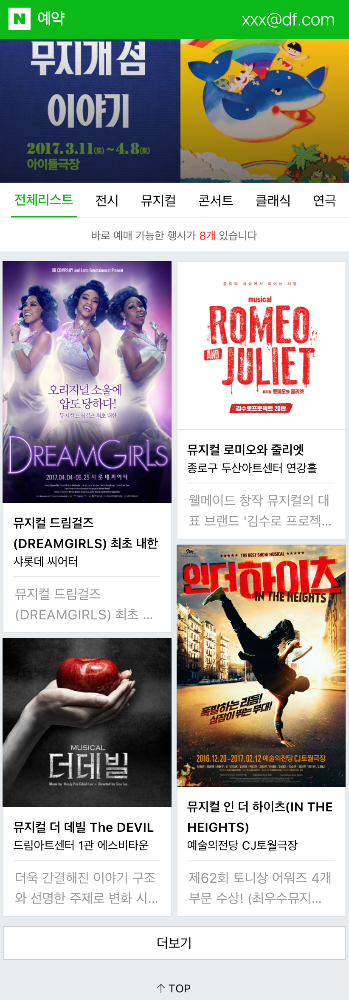 N 예약
xxx@df.com
무지개 섬
이야기
2017.3.11(토)~4.8(토)
아이들극장
전체리스트 전시 뮤지컬 콘서트 클래식 연극
바로 예매 가능한 행사가 8개 있습니다
OD COMPANY and Lotte Entertainment Present
오리지널 소울에
압도당하다!
뮤지컬 드림걸즈 최초 내한
DREAMGIRLS
2017.04.04-06.25 샤롯데씨어터
뮤지컬 드림걸즈
(DREAMGIRLS) 최초 내한
샤롯데 씨어터
뮤지컬 드림걸즈
(DREAMGIRLS) 최초 ...
증오의 세상에서 피어난 사랑
musical
ROMEO
AND
JULIET
뮤지컬 로미오와 줄리엣
김수로프로젝트 20탄
뮤지컬 로미오와 줄리엣
종로구 두산아트센터 연강홀
웰메이드 창작 뮤지컬의 대
표 브랜드 '김수로 프로젝...
DEVIL
MUSICAL
더데빌
Music by Woody Pak·Gihieh Lee + Directed by Gina Lee
뮤지컬 더 데빌 The DEVIL
드림아트센터 1관 에스비타운
더욱 간결해진 이야기 구조
와 선명한 주제로 변화 시...
SM
★★★★★ THE BEST SHOW MUSICAL ★★★★★
인더하이츠
IN THE HEIGHTS
폭발하는 리듬!
심장이 뛰는 무대!
2016.12.20-2017.02.12 예술의전당 CJ토월극장
뮤지컬 인 더 하이츠(IN THE
HEIGHTS)
예술의전당 CJ토월극장
제62회 토니상 어워즈 4개
부문 수상! (최우수뮤지...
더보기
↑ TOP